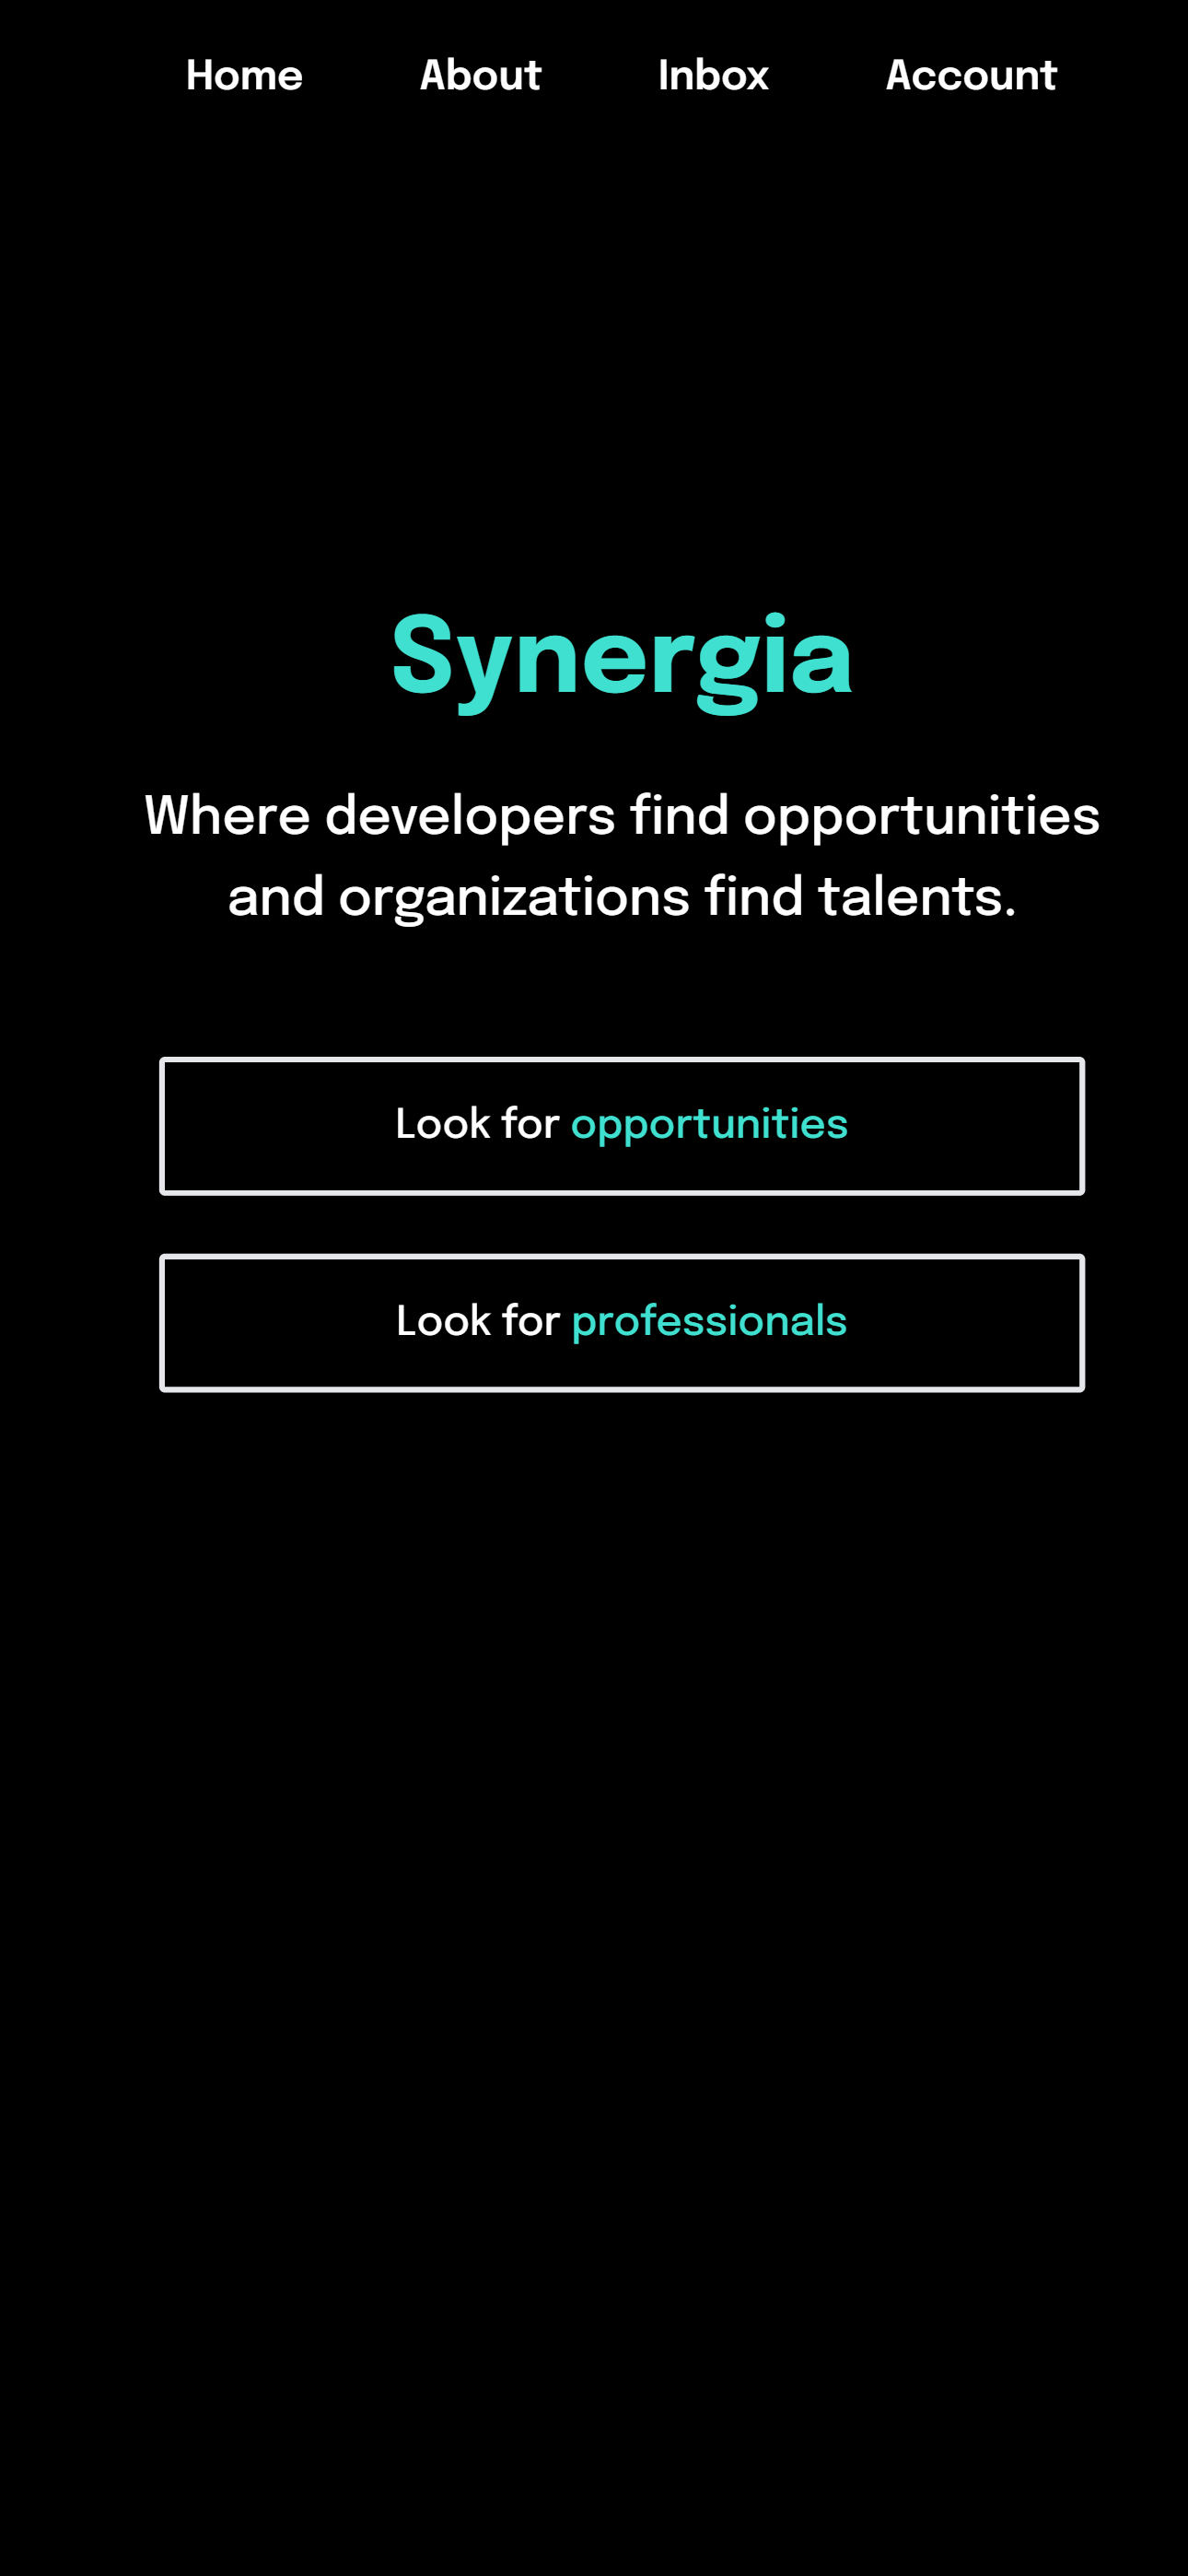 Home About Inbox Account
Synergia
Where developers find opportunities
and organizations find talents.
Look for opportunities
Look for professionals